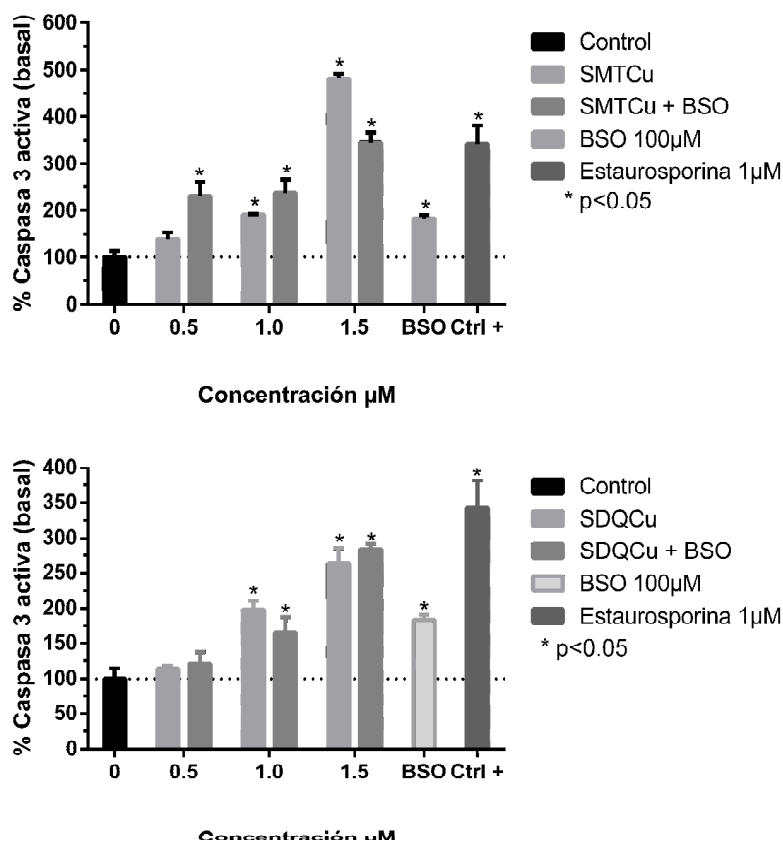 % Caspasa 3 activa (basal)
600
500
400
300
200
100
0
* * * * * * *
0 0.5 1.0 1.5 BSO Ctrl +
Concentración µM
Control
SMTCu
SMTCu + BSO
BSO 100µM
Estaurosporina 1µM
* p<0.05
% Caspasa 3 activa (basal)
400
350
300
250
200
150
100
50
0
* * * * * *
0 0.5 1.0 1.5 BSO Ctrl +
Concentración µM
Control
SDQCu
SDQCu + BSO
BSO 100µM
Estaurosporina 1µM
* p<0.05